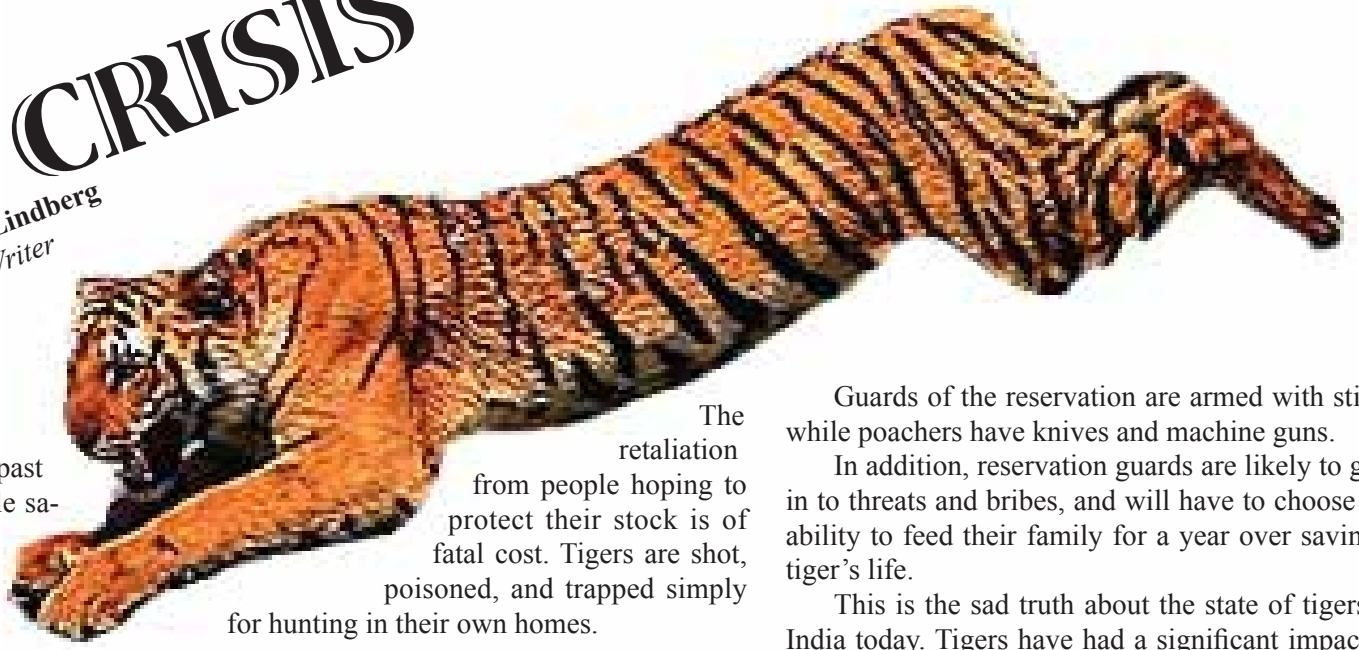 CRISIS
Lindberg
Writer
past
sa-
The
retaliation
from people hoping to
protect their stock is of
fatal cost. Tigers are shot,
poisoned, and trapped simply
for hunting in their own homes.
Guards of the reservation are armed with
while poachers have knives and machine guns.
In addition, reservation guards are likely to
in to threats and bribes, and will have to choose
ability to feed their family for a year over
tiger's life.
This is the sad truth about the state of tigers
India today. Tigers have had a significant